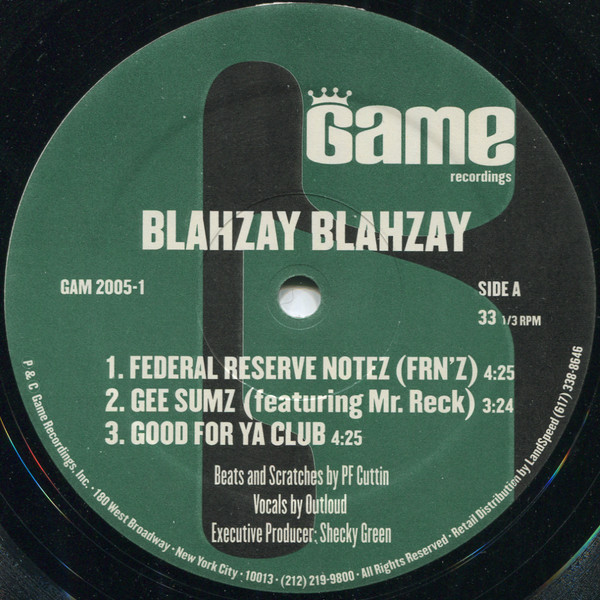 Game
recordings
BLAHZAY BLAHZAY
GAM 2005-1
SIDE A
33 1/3 RPM
1. FEDERAL RESERVE NOTEZ (FRN'Z) 4:25
2. GEE SUMZ (featuring Mr. Reck) 3:24
3. GOOD FOR YA CLUB 4:25
Beats and Scratches by PF Cuttin
Vocals by Outloud
Executive Producer: Shecky Green
P & C Game Recordings, Inc. · 180 West Broadway · New York City · 10013 · (212) 219-9800 · All Rights Reserved · Retail Distribution by LandSpeed (617) 338-8646